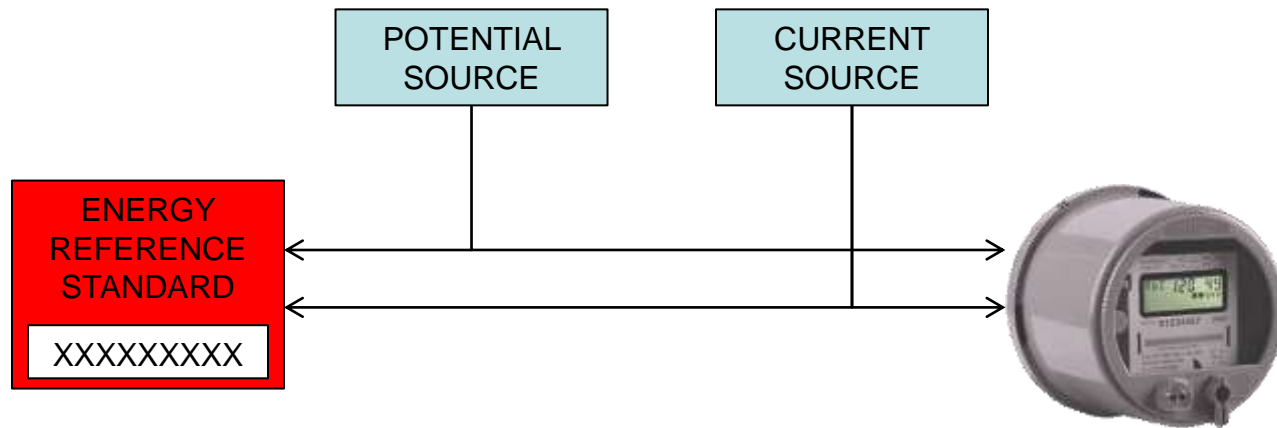 POTENTIAL
SOURCE
CURRENT
SOURCE
ENERGY
REFERENCE
STANDARD
XXXXXXXXX